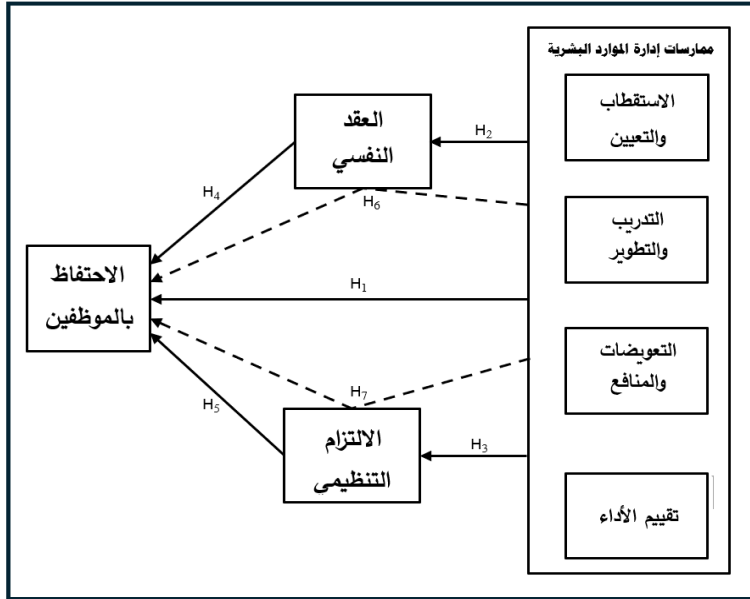 ممارسات إدارة الموارد البشرية
الاستقطاب
والتعيين
التدريب
والتطوير
التعويضات
والمنافع
تقييم الأداء
العقد
النفسي
الالتزام
التنظيمي
الاحتفاظ
بالموظفين
H₂
H₆
H₄
H₁
H₇
H₅
H₃